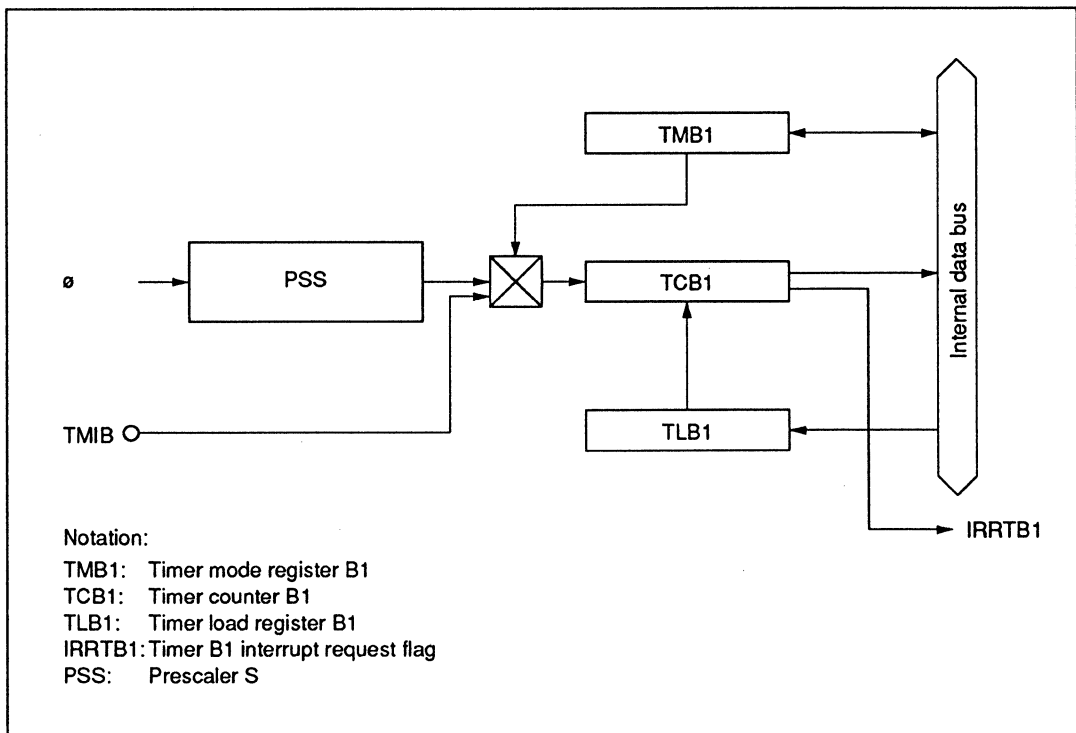 TMB1
Internal data bus
ø
PSS
TCB1
TMIB
TLB1
IRRTB1
Notation:
TMB1: Timer mode register B1
TCB1: Timer counter B1
TLB1: Timer load register B1
IRRTB1: Timer B1 interrupt request flag
PSS: Prescaler S